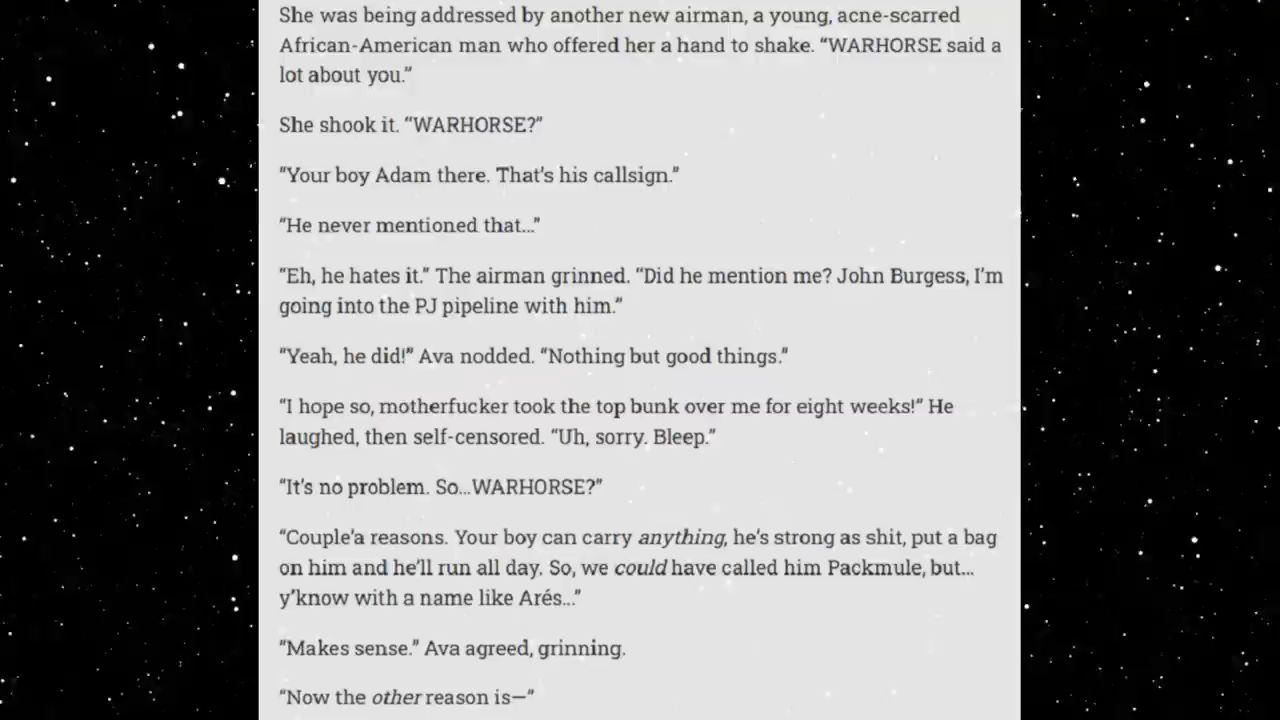 She was being addressed by another new airman, a young, acne-scarred
African-American man who offered her a hand to shake. “WARHORSE said a
lot about you.”
She shook it. “WARHORSE?”
“Your boy Adam there. That’s his callsign.”
“He never mentioned that…”
“Eh, he hates it.” The airman grinned. “Did he mention me? John Burgess, I’m
going into the PJ pipeline with him.”
“Yeah, he did!” Ava nodded. “Nothing but good things.”
“I hope so, motherfucker took the top bunk over me for eight weeks!” He
laughed, then self-censored. “Uh, sorry. Bleep.”
“It’s no problem. So…WARHORSE?”
“Couple’a reasons. Your boy can carry anything, he’s strong as shit, put a bag
on him and he’ll run all day. So, we could have called him Packmule, but…
y’know with a name like Arés…”
“Makes sense.” Ava agreed, grinning.
“Now the other reason is—”